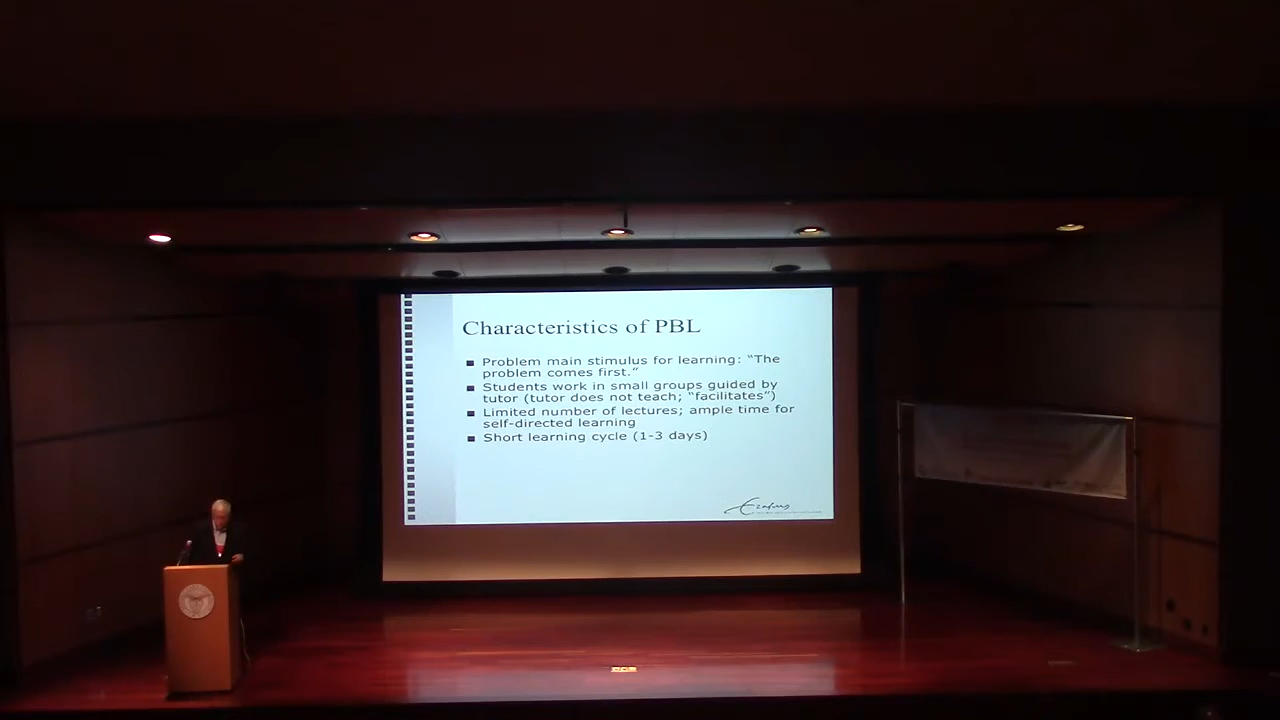 Characteristics of PBL
Problem main stimulus for learning: “The
problem comes first.”
Students work in small groups guided by
tutor (tutor does not teach; “facilitates”)
Limited number of lectures; ample time for
self-directed learning
Short learning cycle (1-3 days)
Erasmus